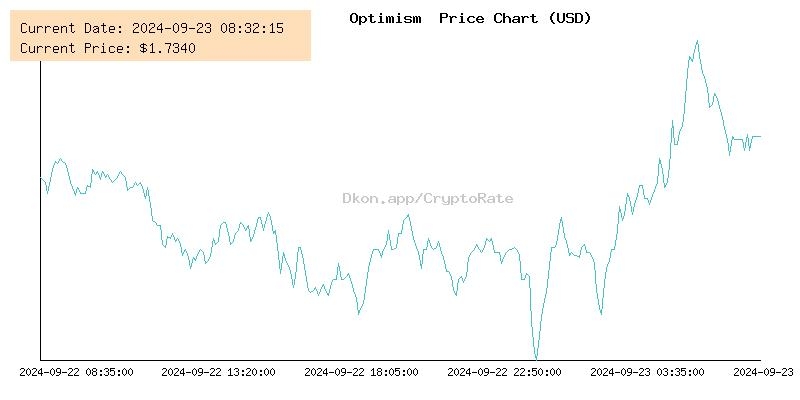 Optimism  Price Chart (USD)
Current Date: 2024-09-23 08:32:15
Current Price: $1.7340
Dkon.app/CryptoRate
2024-09-22 08:35:00 2024-09-22 13:20:00 2024-09-22 18:05:00 2024-09-22 22:50:00 2024-09-23 03:35:00 2024-09-23